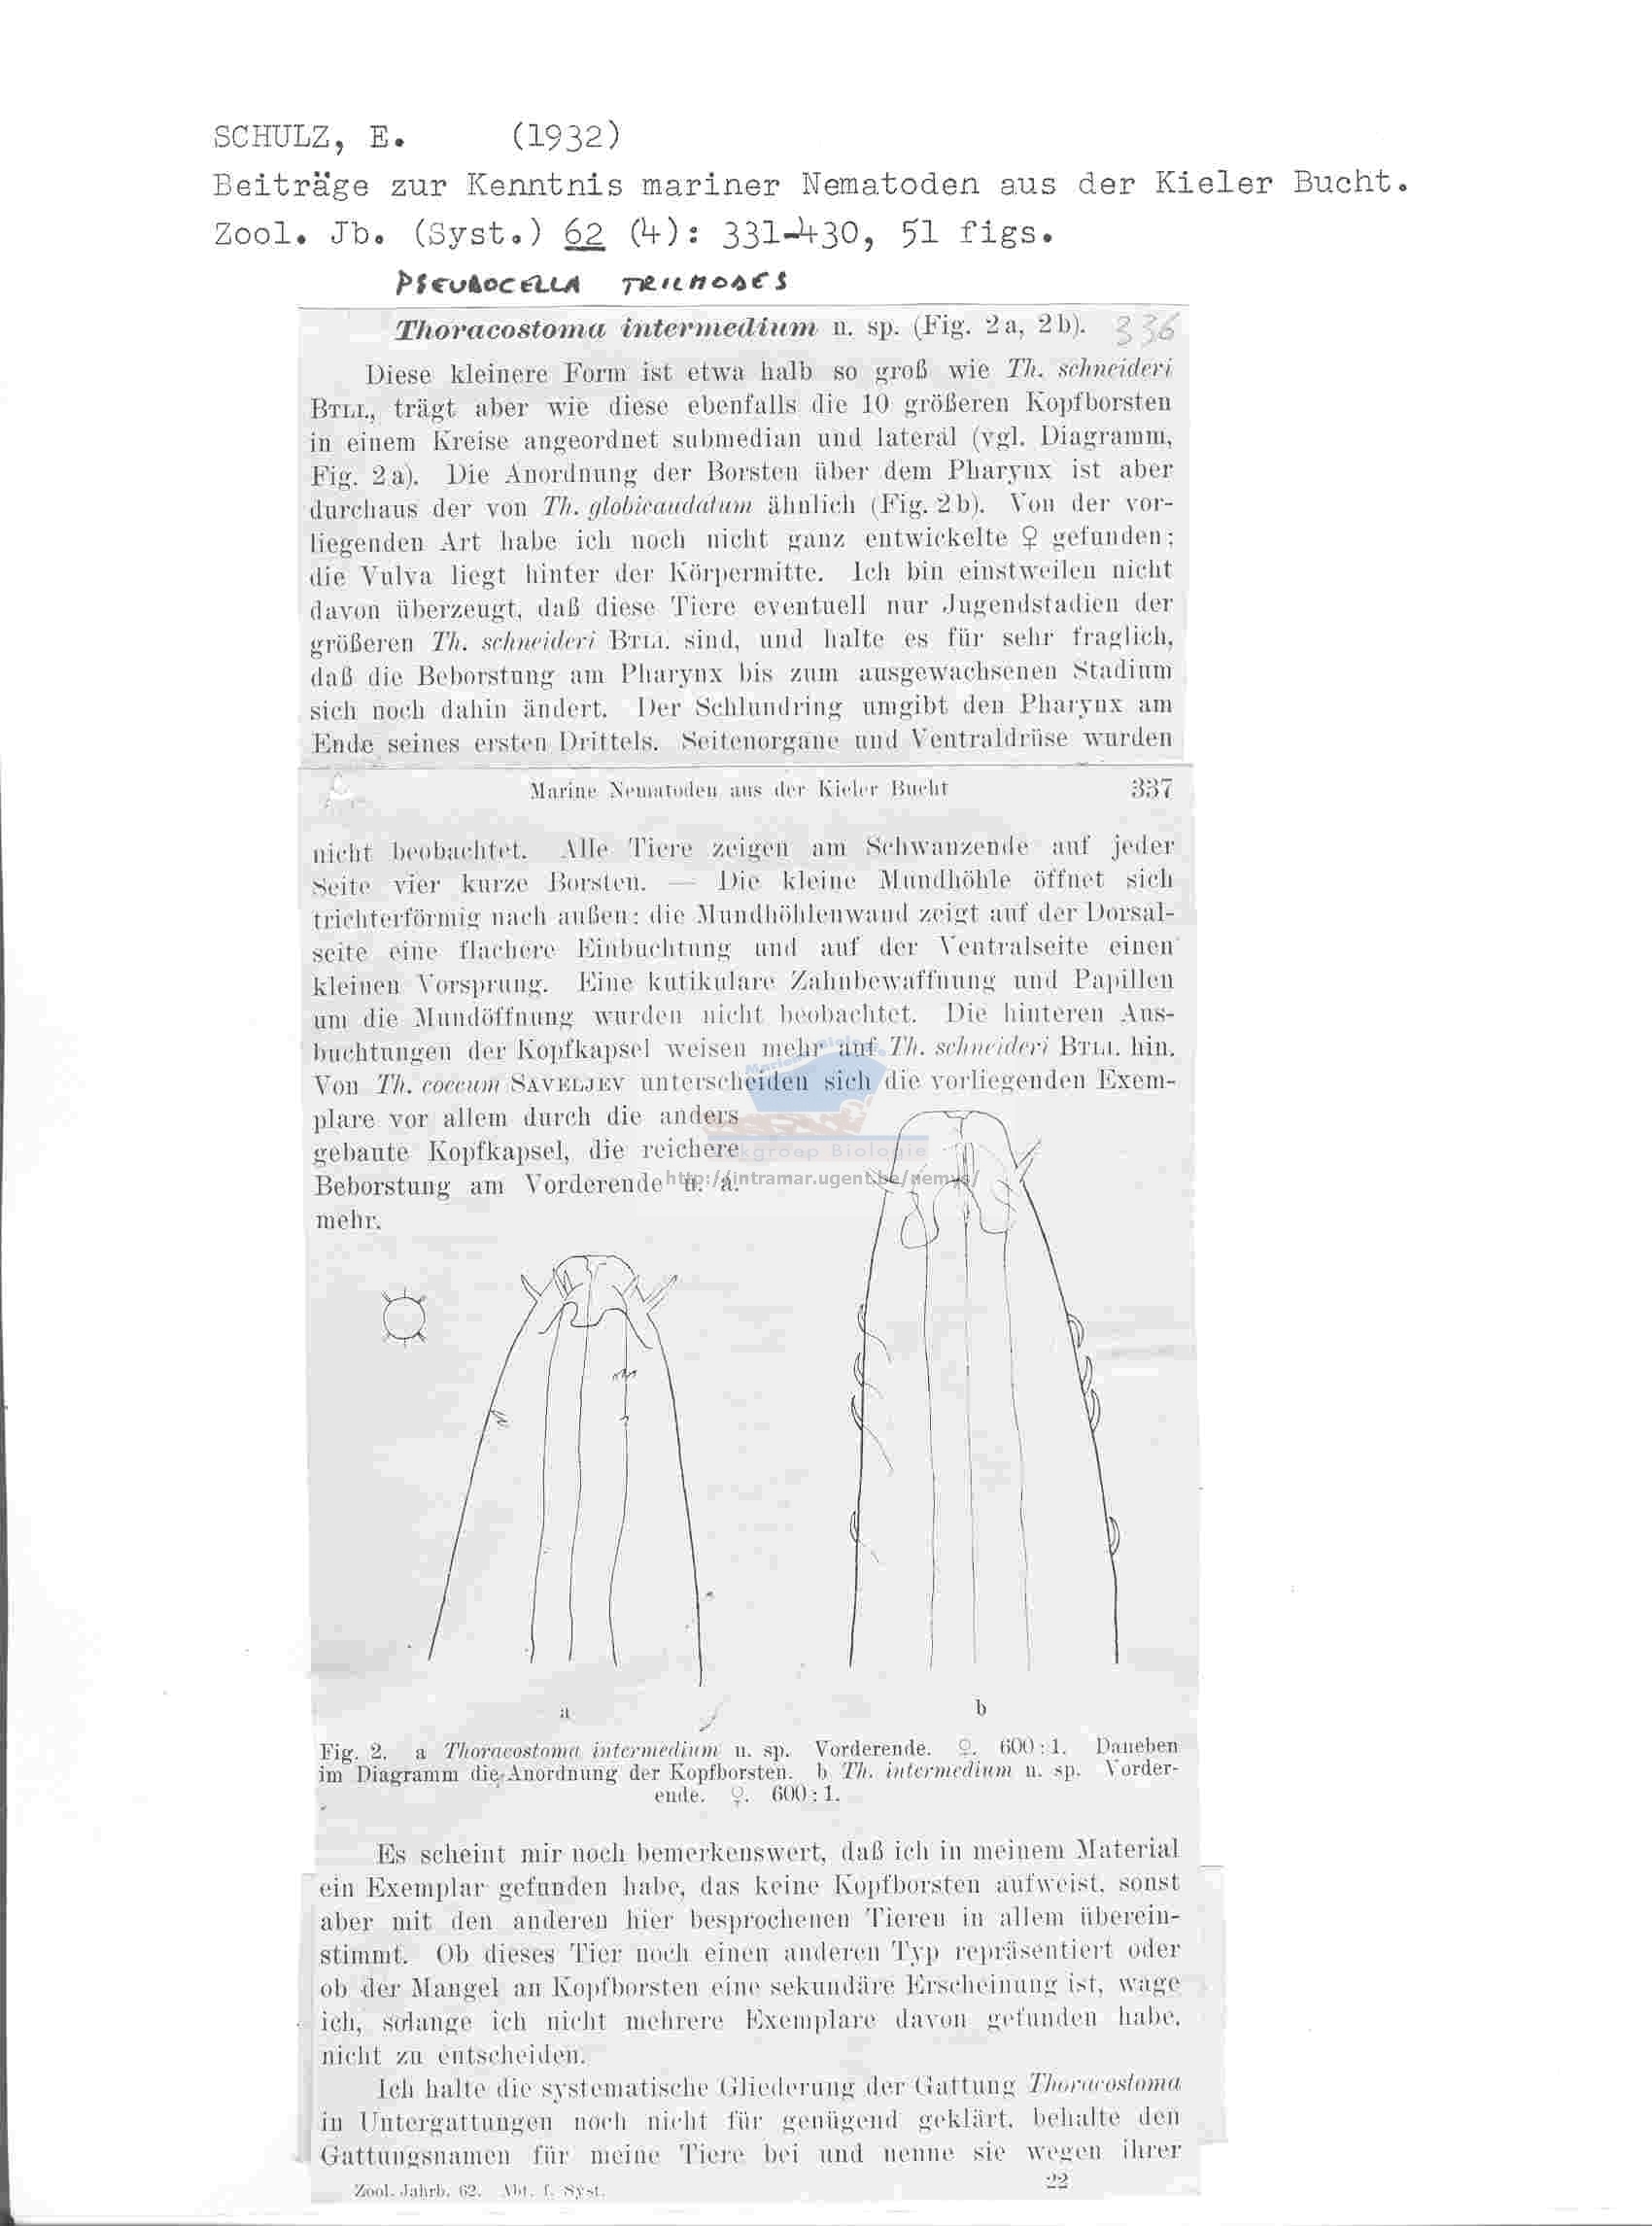 SCHULZ, E. (1932)
Beiträge zur Kenntnis mariner Nematoden aus der Kieler Bucht.
Zool. Jb. (Syst.) 62 (4): 331-430, 51 figs.
PSEUDOCELLA TRICHODES
Thoracostoma intermedium n. sp. (Fig. 2a, 2b). 336
Diese kleinere Form ist etwa halb so groß wie Th. schneideri
BTLI., trägt aber wie diese ebenfalls die 10 größeren Kopfborsten
in einem Kreise angeordnet submedian und lateral (vgl. Diagramm,
Fig. 2a). Die Anordnung der Borsten über dem Pharynx ist aber
durchaus der von Th. globicaudatum ähnlich (Fig. 2b). Von der vor-
liegenden Art habe ich noch nicht ganz entwickelte ♀ gefunden;
die Vulva liegt hinter der Körpermitte. Ich bin einstweilen nicht
davon überzeugt, daß diese Tiere eventuell nur Jugendstadien der
größeren Th. schneideri BTLI. sind, und halte es für sehr fraglich,
daß die Beborstung am Pharynx bis zum ausgewachsenen Stadium
sich noch dahin ändert. Der Schlundring umgibt den Pharynx am
Ende seines ersten Drittels. Seitenorgane und Ventraldrüse wurden
Marine Nematoden aus der Kieler Bucht 337
nicht beobachtet. Alle Tiere zeigen am Schwanzende auf jeder
Seite vier kurze Borsten. — Die kleine Mundhöhle öffnet sich
trichterförmig nach außen; die Mundhöhlenwand zeigt auf der Dorsal-
seite eine flachere Einbuchtung und auf der Ventralseite einen
kleinen Vorsprung. Eine kutikulare Zahnbewaffnung und Papillen
um die Mundöffnung wurden nicht beobachtet. Die hinteren Aus-
buchtungen der Kopfkapsel weisen mehr auf Th. schneideri BTLI. hin.
Von Th. coecum SAVELJEV unterscheiden sich die vorliegenden Exem-
plare vor allem durch die anders
gebaute Kopfkapsel, die reichere
Beborstung am Vorderende u. a.
mehr.
kgroep Biologie
http://intramar.ugent.be/nemys/
a b
Fig. 2. a Thoracostoma intermedium n. sp. Vorderende. ♀. 600:1. Daneben
im Diagramm die Anordnung der Kopfborsten. b Th. intermedium n. sp. Vorder-
ende. ♀. 600:1.
Es scheint mir noch bemerkenswert, daß ich in meinem Material
ein Exemplar gefunden habe, das keine Kopfborsten aufweist, sonst
aber mit den anderen hier besprochenen Tieren in allem überein-
stimmt. Ob dieses Tier noch einen anderen Typ repräsentiert oder
ob der Mangel an Kopfborsten eine sekundäre Erscheinung ist, wage
ich, solange ich nicht mehrere Exemplare davon gefunden habe,
nicht zu entscheiden.
Ich halte die systematische Gliederung der Gattung Thoracostoma
in Untergattungen noch nicht für genügend geklärt, behalte den
Gattungsnamen für meine Tiere bei und nenne sie wegen ihrer
Zool. Jahrb. 62. Abt. f. Syst. 22